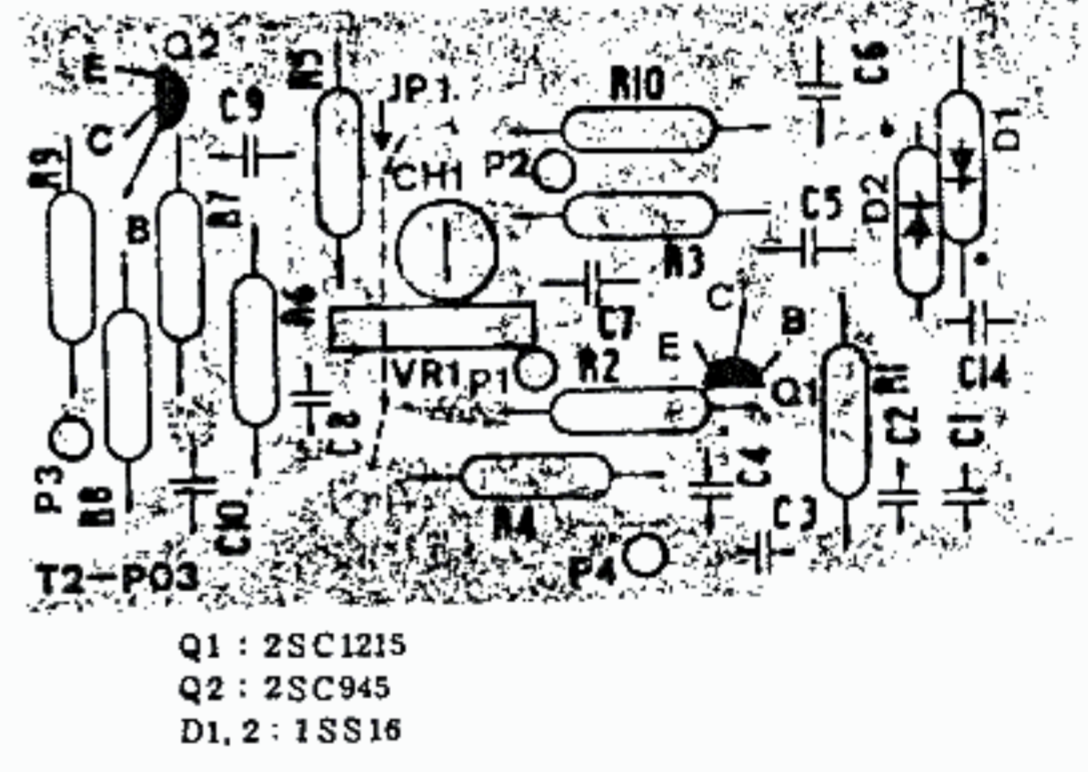 Q2
E
C9
R5
JP1
R10
C6
D1
C
R9
P2
CH1
D2
C5
B
R7
R3
C
R6
C7
B
E
VR1
P1
R2
Q1
R1
C14
C8
C2
C1
P3
R8
C10
R4
C4
C3
P4
T2-P03
Q1 : 2SC1215
Q2 : 2SC945
D1, 2 : 1SS16